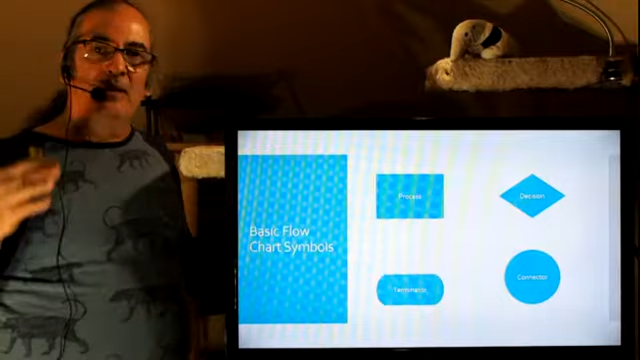 Basic Flow
Chart Symbols
Process
Decision
Terminator
Connector